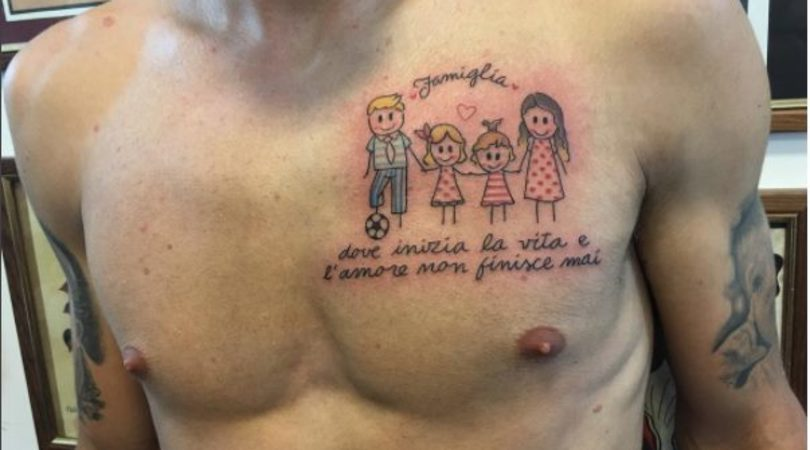 Famiglia
dove inizia la vita e
l'amore non finisce mai